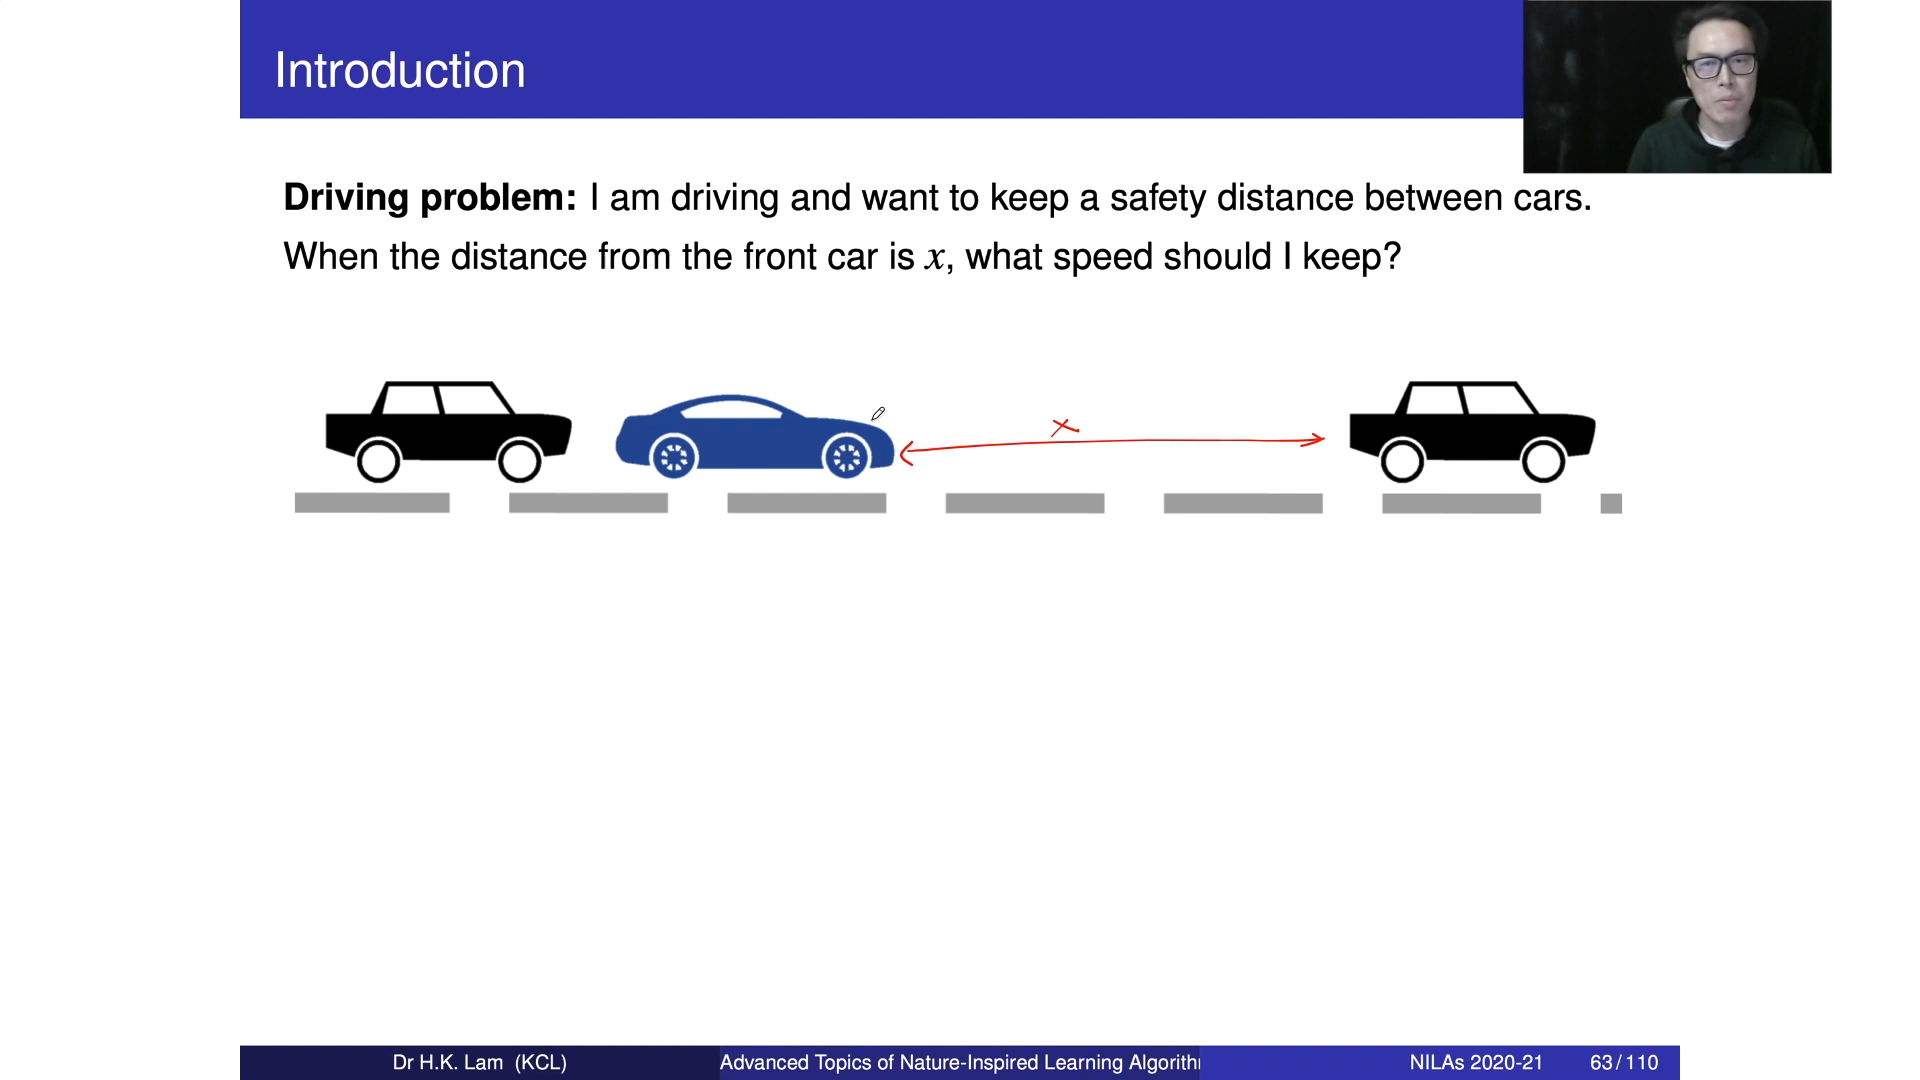 Introduction
Driving problem: I am driving and want to keep a safety distance between cars.
When the distance from the front car is x, what speed should I keep?
x
Dr H.K. Lam (KCL)
Advanced Topics of Nature-Inspired Learning Algorith
NILAs 2020-21
63/110